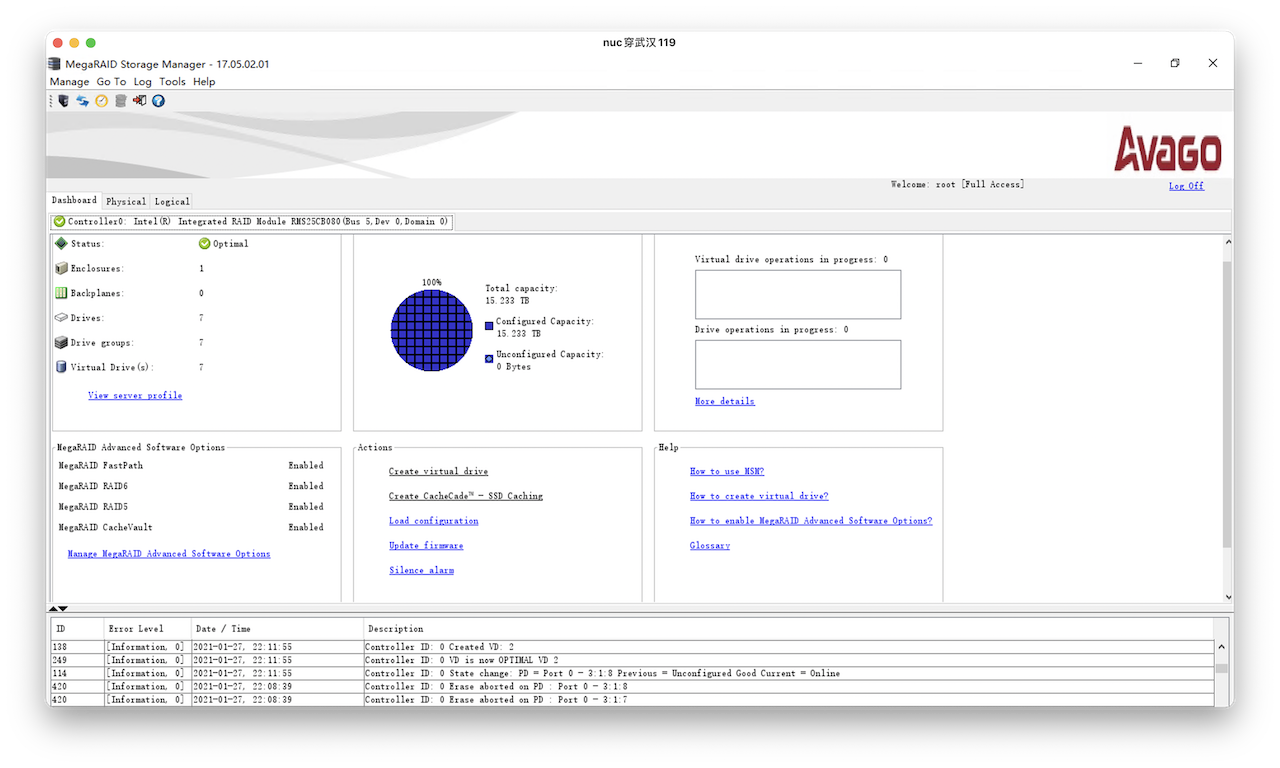 nuc穿武汉119
MegaRAID Storage Manager - 17.05.02.01
Manage Go To Log Tools Help
AVAGO
Welcome: root [Full Access]
Log Off
Dashboard Physical Logical
Controller0: Intel(R) Integrated RAID Module RMS25CB080(Bus 5,Dev 0,Domain 0)
Status: Optimal
Enclosures: 1
Backplanes: 0
Drives: 7
Drive groups: 7
Virtual Drive(s): 7
View server profile
100%
Total capacity:
15.233 TB
Configured Capacity:
15.233 TB
Unconfigured Capacity:
0 Bytes
Virtual drive operations in progress: 0
Drive operations in progress: 0
More details
MegaRAID Advanced Software Options
MegaRAID FastPath Enabled
MegaRAID RAID6 Enabled
MegaRAID RAID5 Enabled
MegaRAID CacheVault Enabled
Manage MegaRAID Advanced Software Options
Actions
Create virtual drive
Create CacheCade™ - SSD Caching
Load configuration
Update firmware
Silence alarm
Help
How to use MSM?
How to create virtual drive?
How to enable MegaRAID Advanced Software Options?
Glossary
ID Error Level Date / Time Description
138 [Information, 0] 2021-01-27, 22:11:55 Controller ID: 0 Created VD: 2
249 [Information, 0] 2021-01-27, 22:11:55 Controller ID: 0 VD is now OPTIMAL VD 2
114 [Information, 0] 2021-01-27, 22:11:55 Controller ID: 0 State change: PD = Port 0 - 3:1:8 Previous = Unconfigured Good Current = Online
420 [Information, 0] 2021-01-27, 22:08:39 Controller ID: 0 Erase aborted on PD : Port 0 - 3:1:8
420 [Information, 0] 2021-01-27, 22:08:39 Controller ID: 0 Erase aborted on PD : Port 0 - 3:1:7